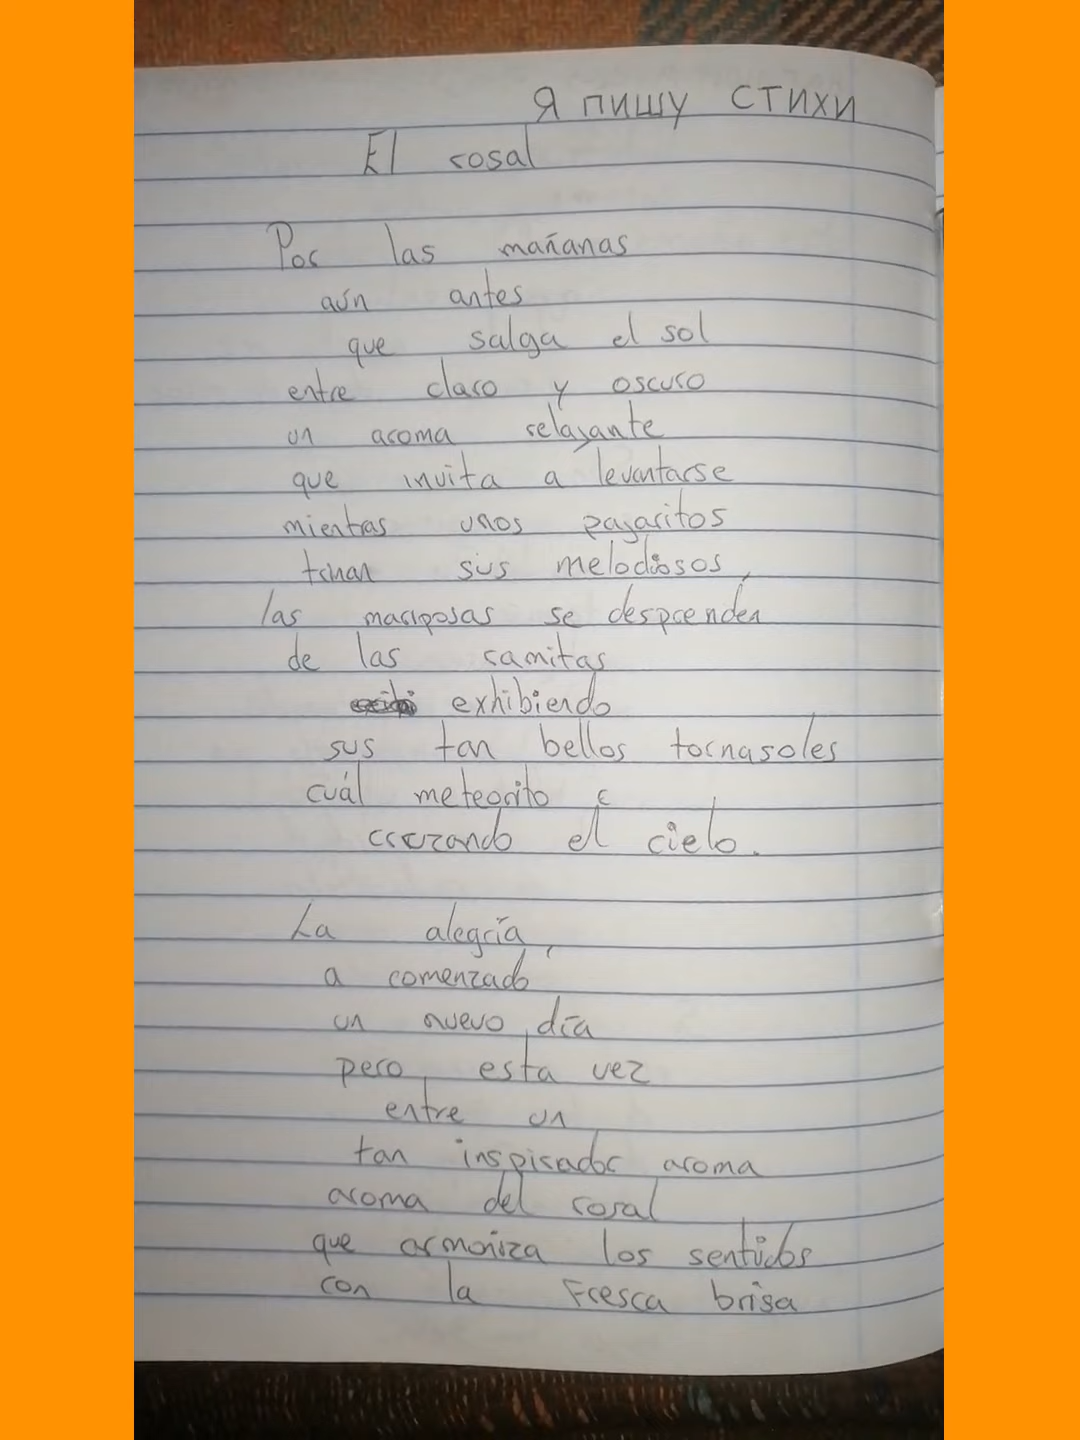 Я ПИШУ СТИХИ
El rosal
Por las mañanas
aún antes
que salga el sol
entre claro y oscuro
un aroma relajante
que invita a levantarse
mientras unos pajaritos
sus melodiosos,
las mariposas se desprenden
de las ramitas
exhibiendo
sus tan bellos tornasoles
cuál meteorito
cruzando el cielo.
La alegría,
a comenzado
un nuevo día
pero, esta vez
entre un
tan inspirador aroma
aroma del rosal
que armoniza los sentidos
con la fresca brisa